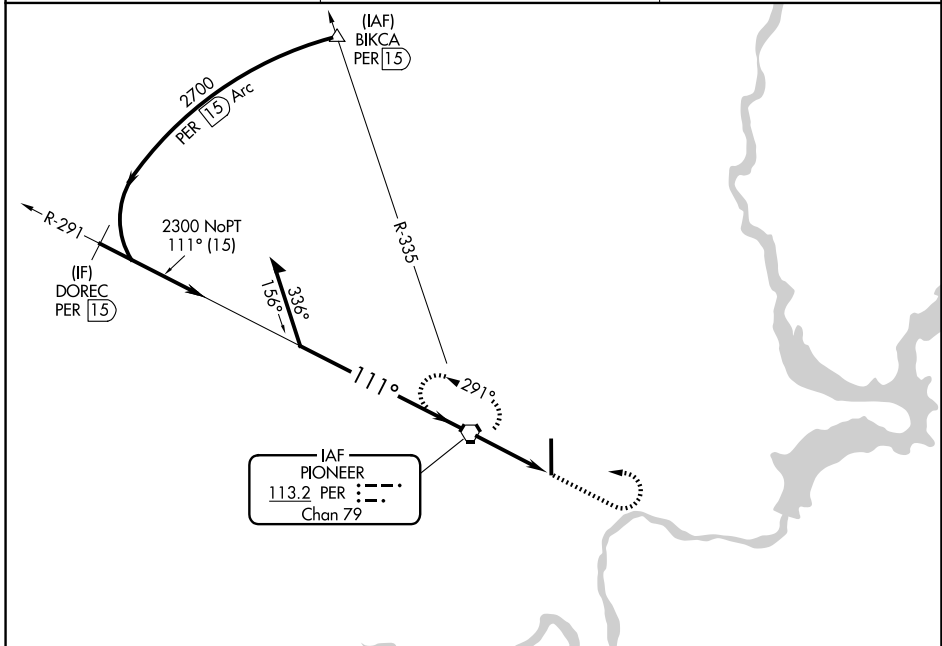 (IAF)
BIKCA
PER 15
2700
PER 15 Arc
R-291
2300 NoPT
111° (15)
(IF)
DOREC
PER 15
R-335
336°
156°
111°
291°
IAF
PIONEER
113.2 PER
Chan 79